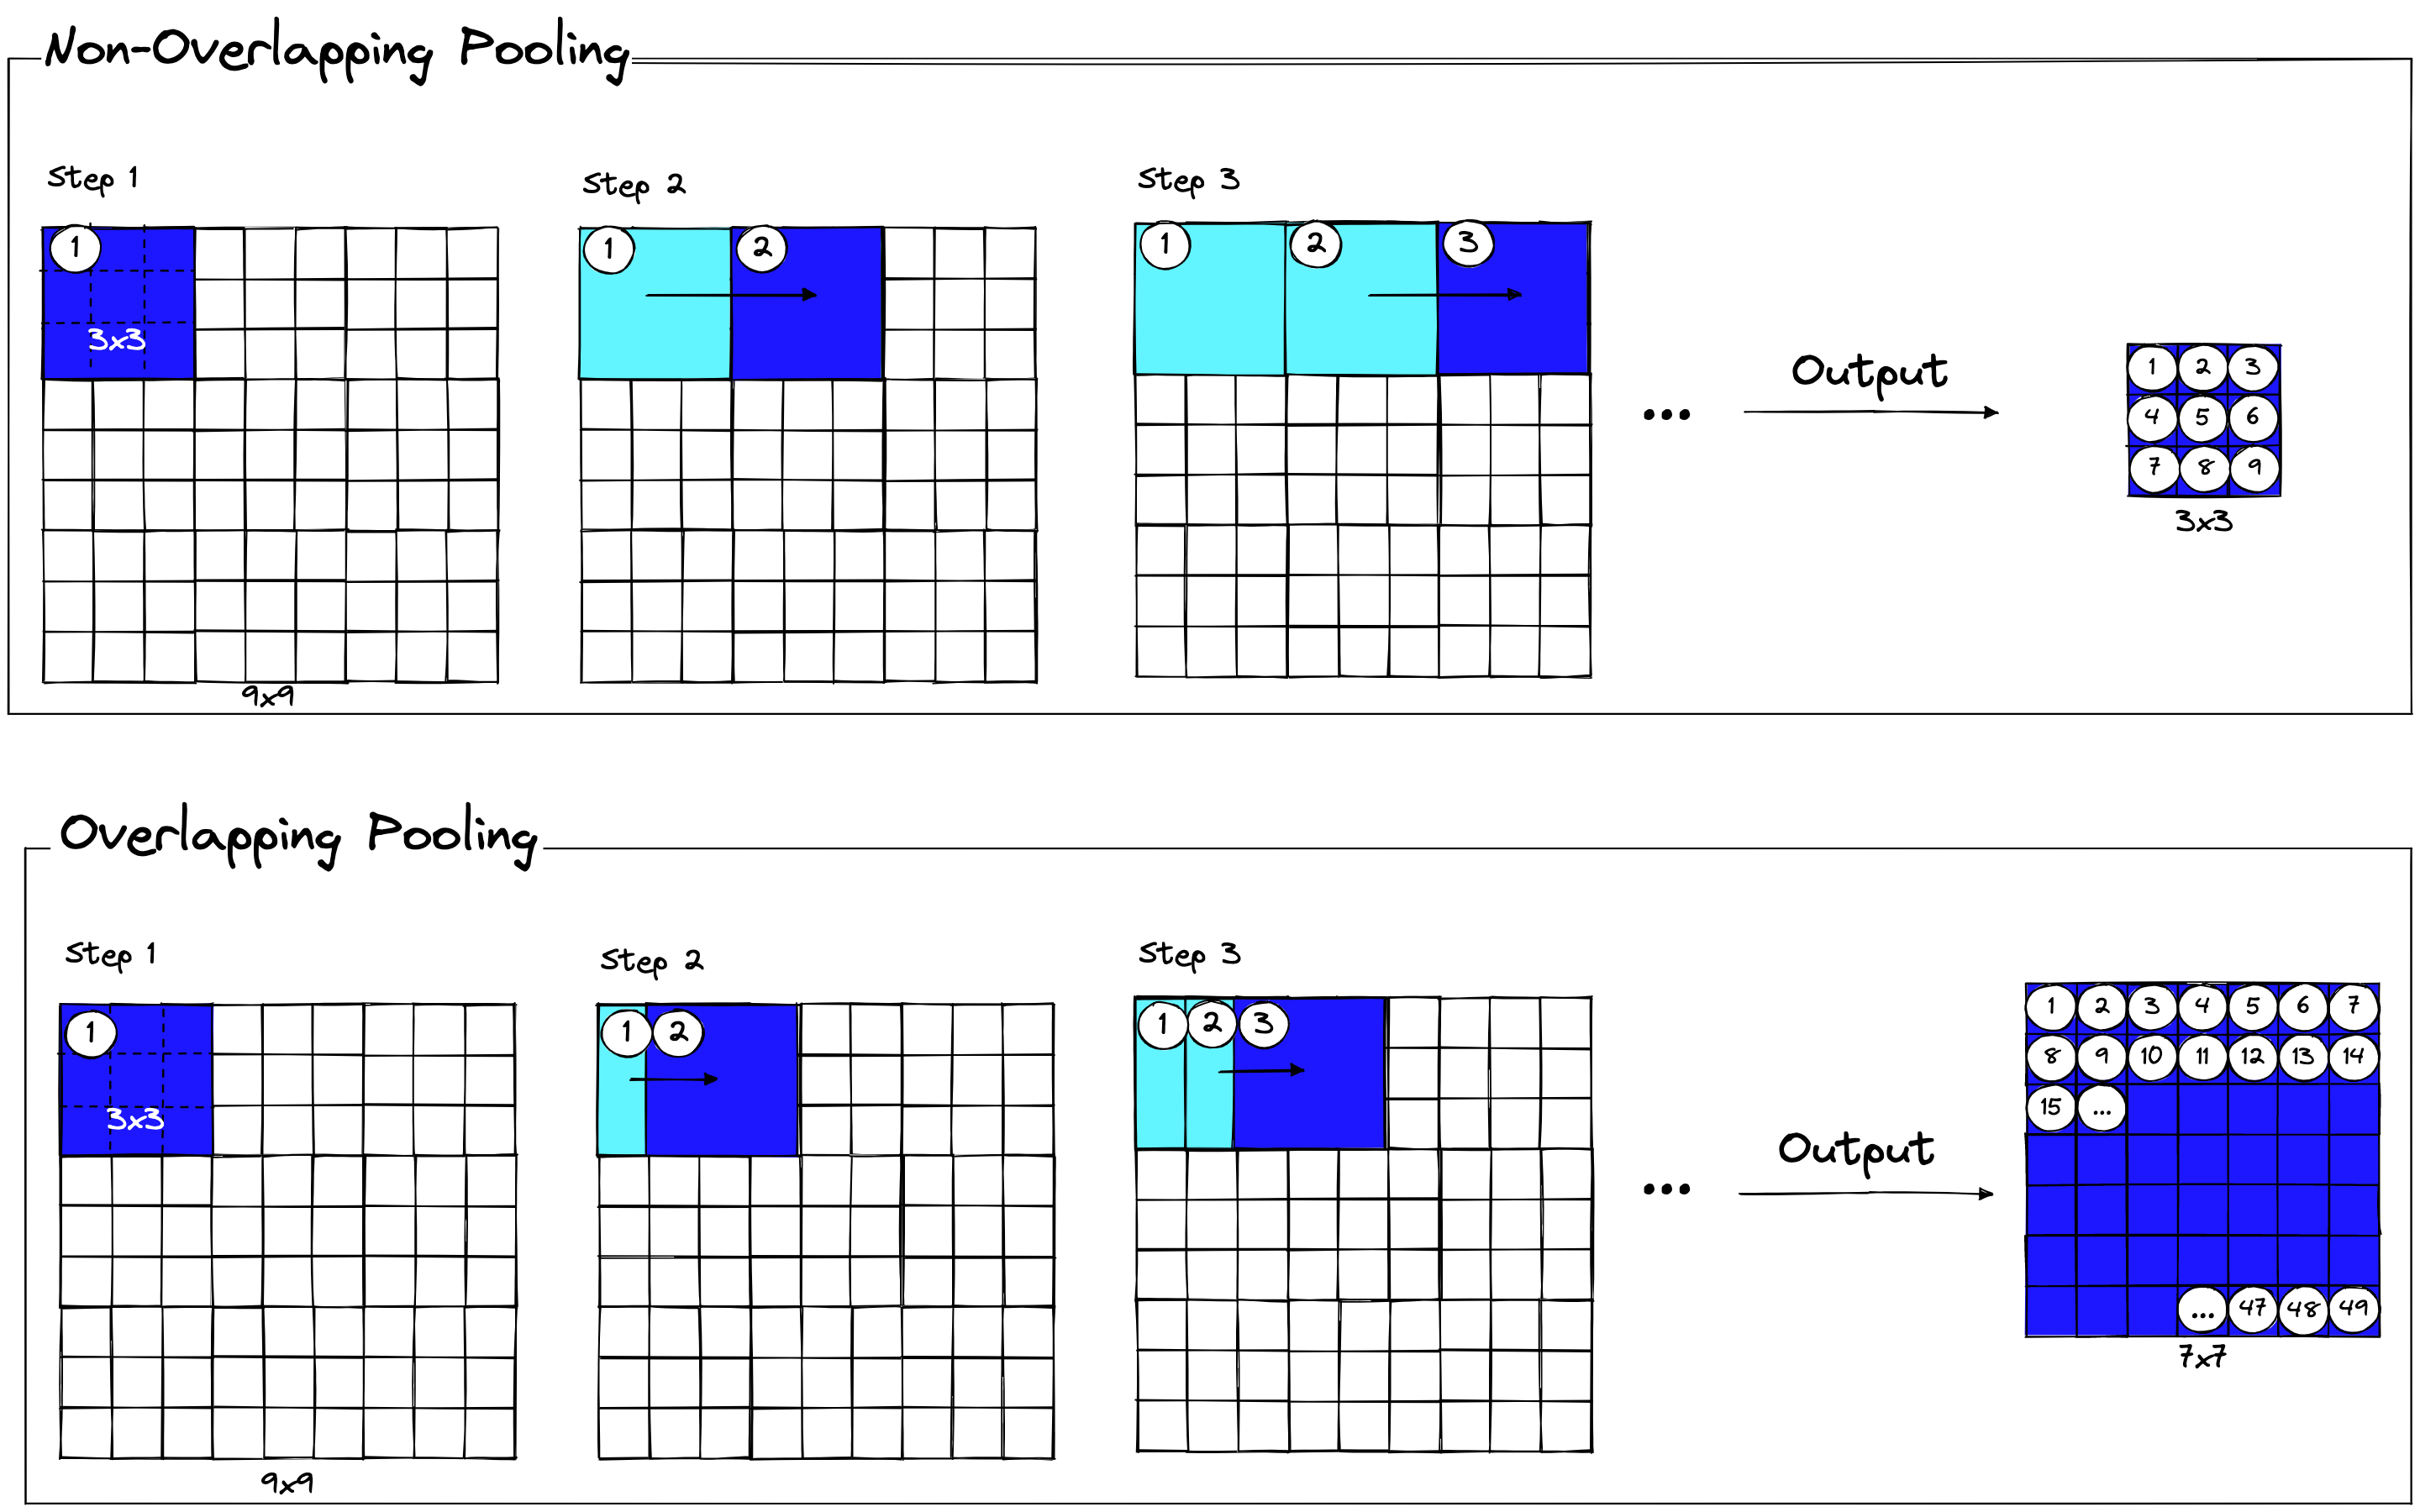 Non-Overlapping Pooling
Step 1
Step 2
Step 3
1
3x3
9x9
1 2
1 2 3
...
Output
1 2 3
4 5 6
7 8 9
3x3
Overlapping Pooling
Step 1
Step 2
Step 3
1
3x3
9x9
1 2
1 2 3
...
Output
1 2 3 4 5 6 7
8 9 10 11 12 13 14
15 ...
... 47 48 49
7x7